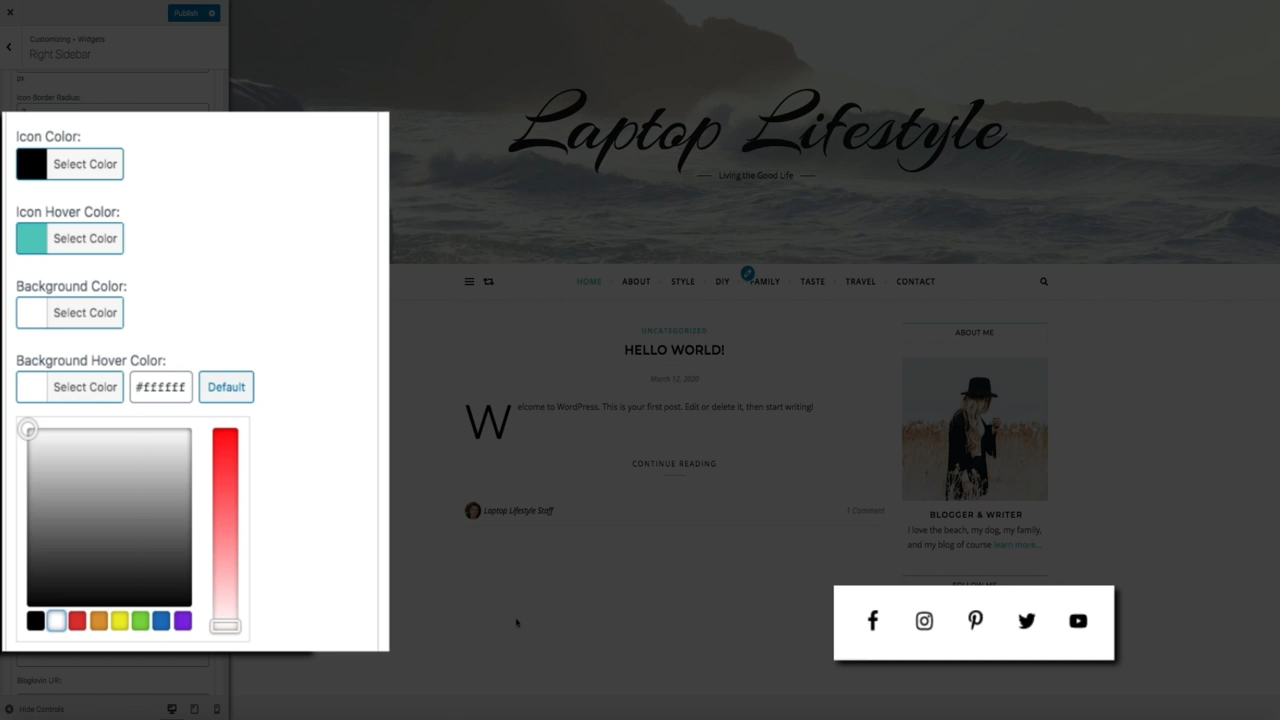 Publish
Customizing • Widgets
Right Sidebar
px
Icon Border Radius:
Icon Color:
Select Color
Icon Hover Color:
Select Color
Background Color:
Select Color
Background Hover Color:
Select Color #ffffff Default
Bloglovin URL:
Hide Controls
Laptop Lifestyle
Living the Good Life
HOME ABOUT STYLE DIY FAMILY TASTE TRAVEL CONTACT
UNCATEGORIZED
HELLO WORLD!
March 12, 2020
Welcome to WordPress. This is your first post. Edit or delete it, then start writing!
CONTINUE READING
Laptop Lifestyle Staff
1 Comment
ABOUT ME
BLOGGER & WRITER
I love the beach, my dog, my family,
and my blog of course learn more...
FOLLOW ME